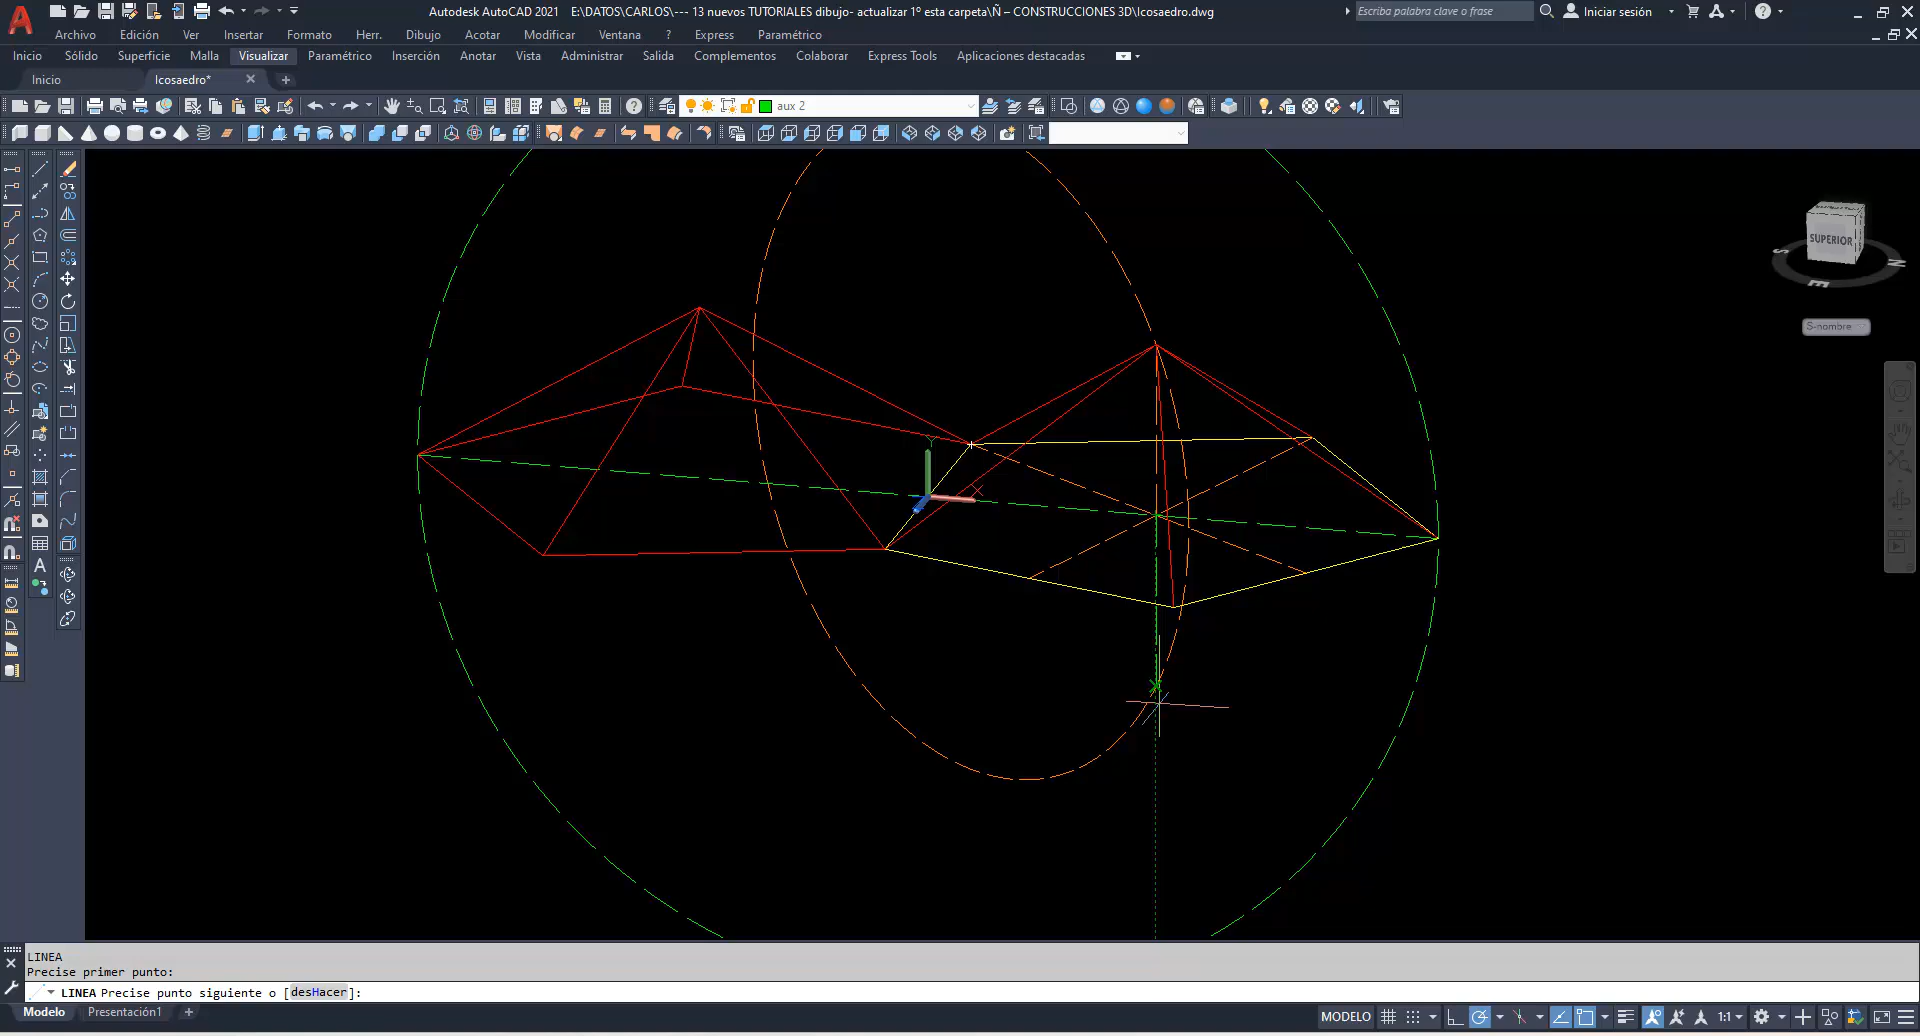 Autodesk AutoCAD 2021 E:\DATOS\CARLOS\--- 13 nuevos TUTORIALES dibujo- actualizar 1º esta carpeta\Ñ – CONSTRUCCIONES 3D\Icosaedro.dwg
Escriba palabra clave o frase
Iniciar sesión
Archivo Edición Ver Insertar Formato Herr. Dibujo Acotar Modificar Ventana ? Express Paramétrico
Inicio Sólido Superficie Malla Visualizar Paramétrico Inserción Anotar Vista Administrar Salida Complementos Colaborar Express Tools Aplicaciones destacadas
Inicio Icosaedro*
aux 2
SUPERIOR
S
N
E
S-nombre
Y
X
LINEA
Precise primer punto:
LINEA Precise punto siguiente o [desHacer]:
Modelo Presentación1
MODELO 1:1